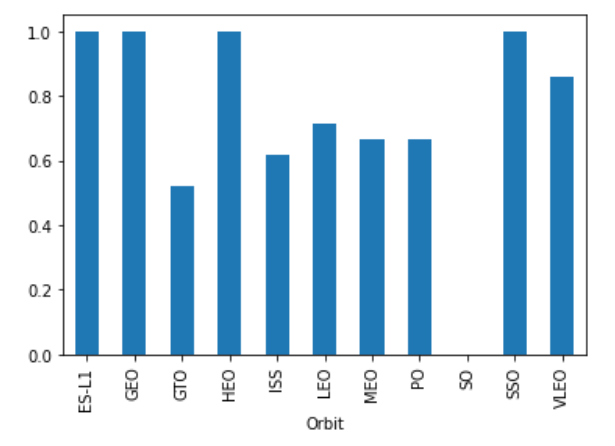 1.0
0.8
0.6
0.4
0.2
0.0
ES-L1
GEO
GTO
HEO
ISS
LEO
MEO
PO
SO
SSO
VLEO
Orbit